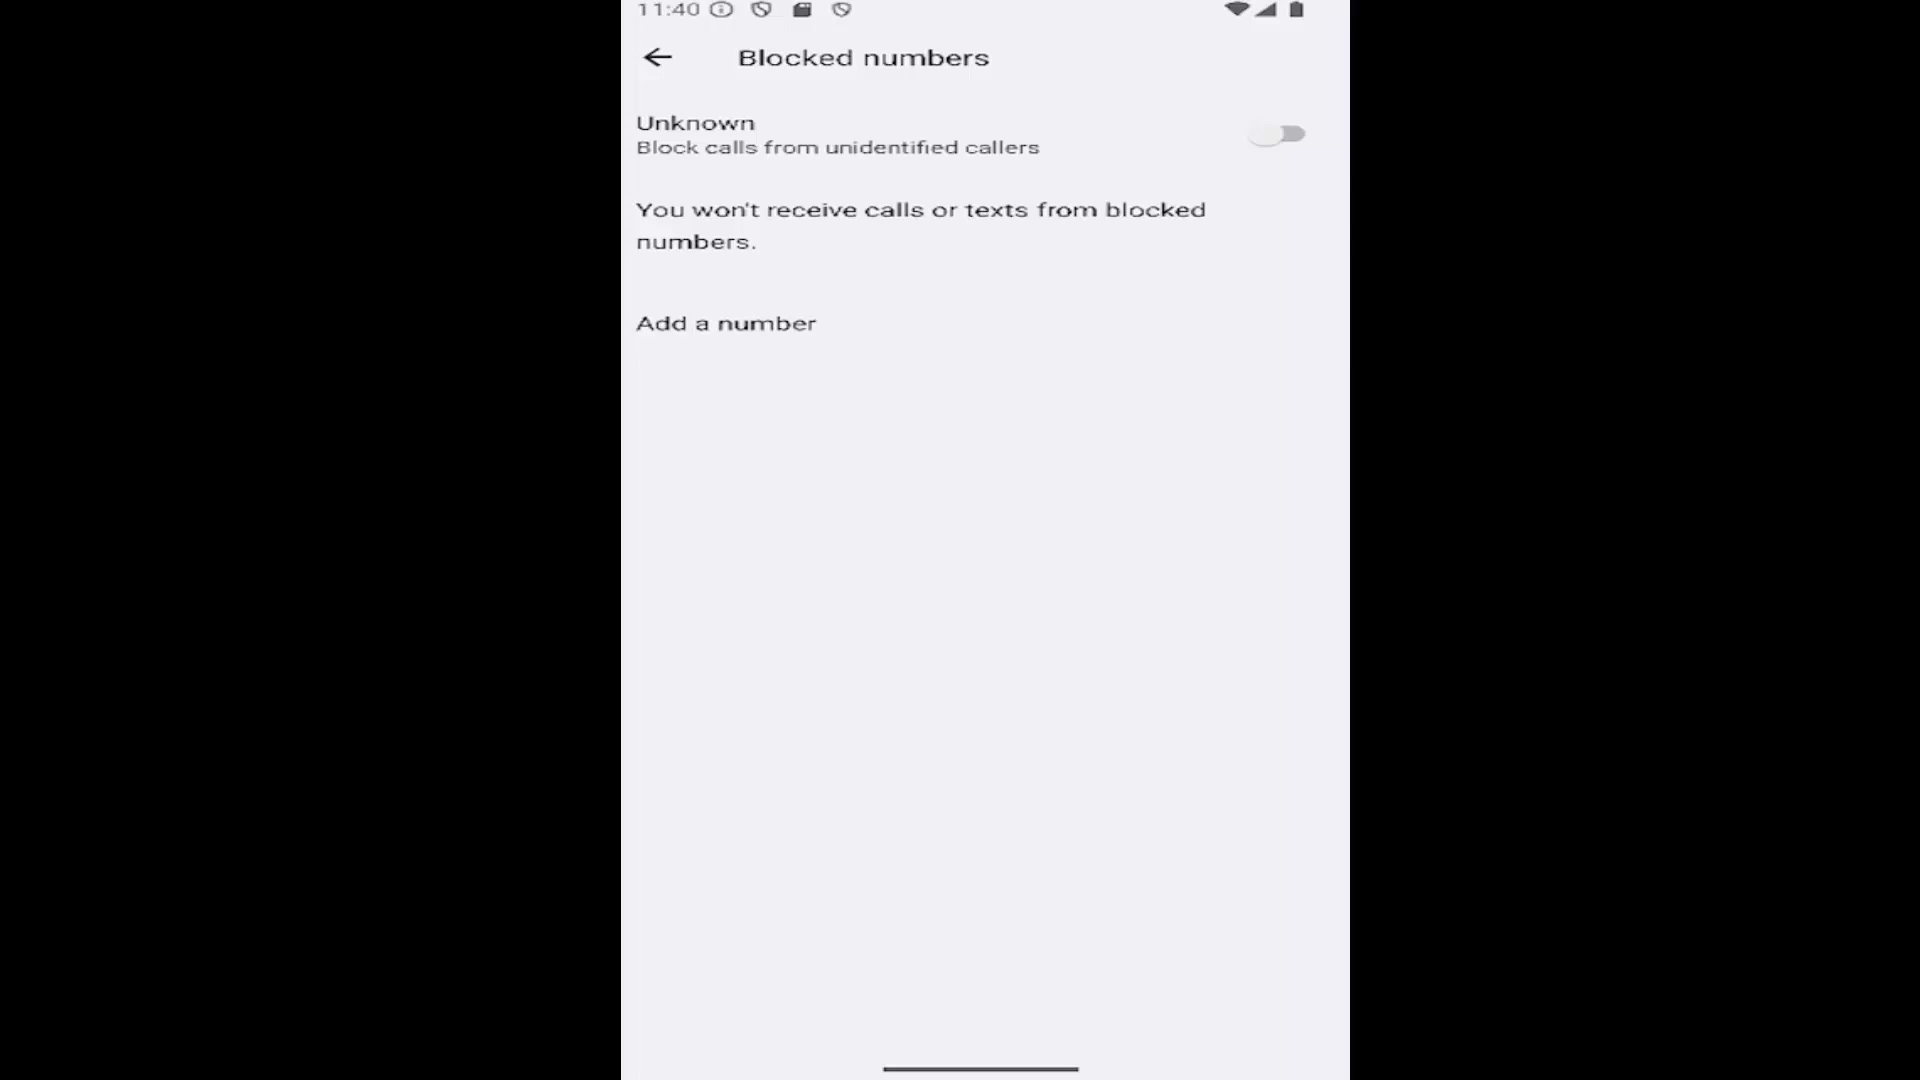 11:40
Blocked numbers
Unknown
Block calls from unidentified callers
You won't receive calls or texts from blocked
numbers.
Add a number